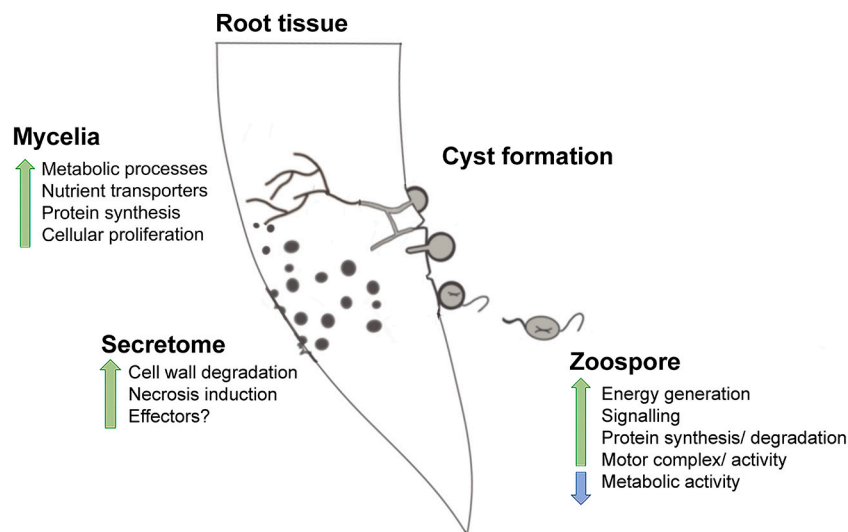 Root tissue
Mycelia
Metabolic processes
Nutrient transporters
Protein synthesis
Cellular proliferation
Cyst formation
Secretome
Cell wall degradation
Necrosis induction
Effectors?
Zoospore
Energy generation
Signalling
Protein synthesis/ degradation
Motor complex/ activity
Metabolic activity